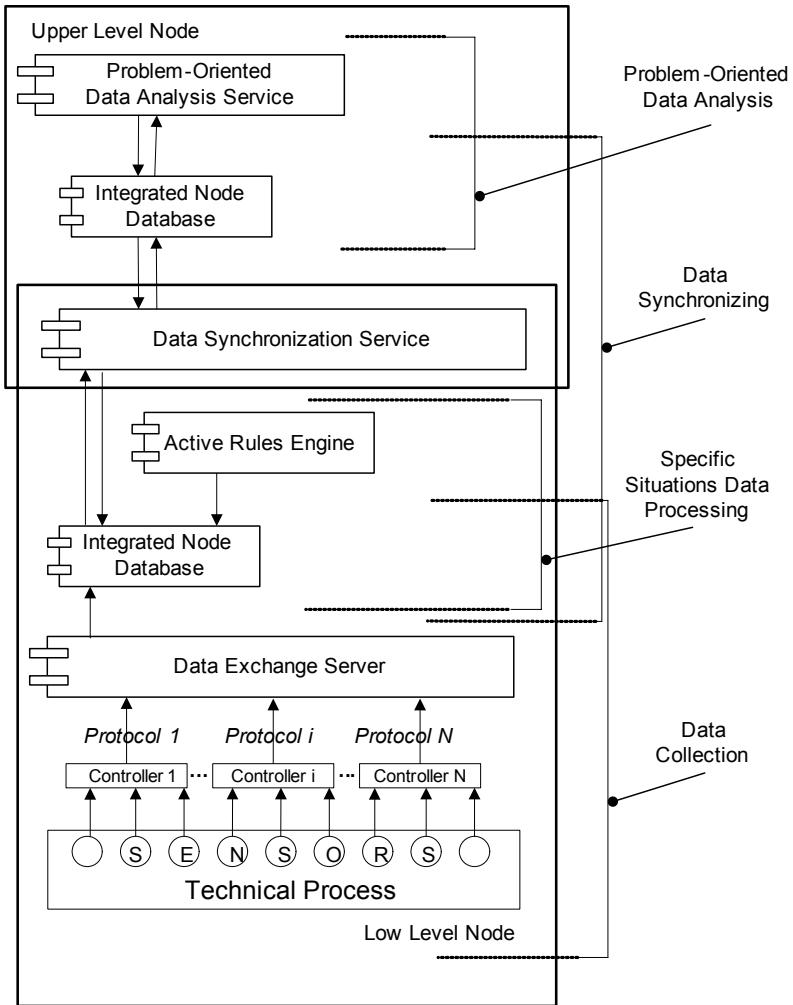 Upper Level Node
Problem-Oriented
Data Analysis Service
Problem-Oriented
Data Analysis
Integrated Node
Database
Data
Synchronizing
Data Synchronization Service
Active Rules Engine
Specific
Situations Data
Processing
Integrated Node
Database
Data Exchange Server
Protocol 1 Protocol i Protocol N
Controller 1 ... Controller i ... Controller N
Data
Collection
S E N S O R S
Technical Process
Low Level Node